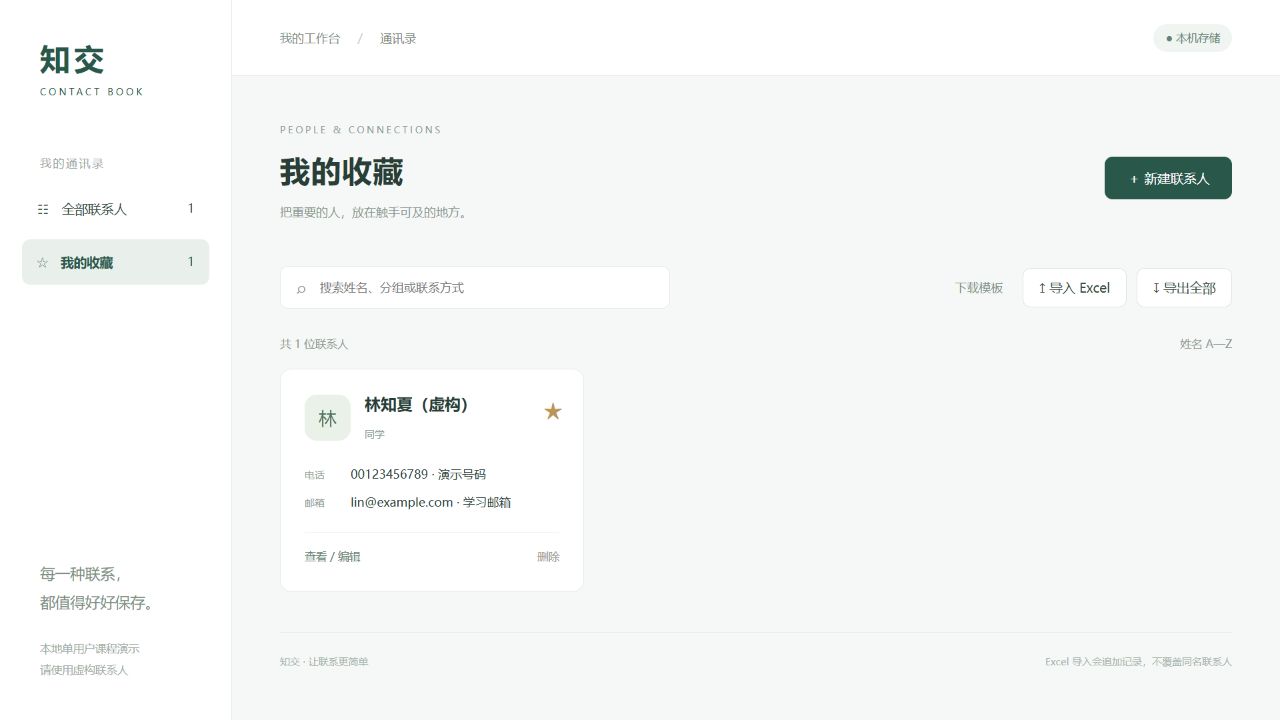 知交
CONTACT BOOK
我的通讯录
☷ 全部联系人 1
☆ 我的收藏 1
每一种联系，
都值得好好保存。
本地单用户课程演示
请使用虚构联系人
我的工作台 / 通讯录
● 本机存储
PEOPLE & CONNECTIONS
我的收藏
把重要的人，放在触手可及的地方。
+ 新建联系人
⌕ 搜索姓名、分组或联系方式
下载模板
↥ 导入 Excel
↧ 导出全部
共 1 位联系人
姓名 A—Z
林
林知夏（虚构）
★
同学
电话 00123456789 · 演示号码
邮箱 lin@example.com · 学习邮箱
查看 / 编辑
删除
知交 · 让联系更简单
Excel 导入会追加记录，不覆盖同名联系人